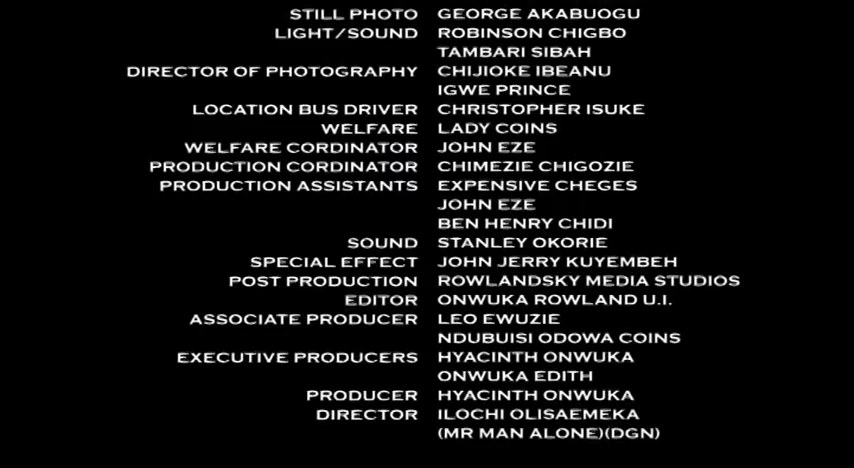 STILL PHOTO GEORGE AKABUOGU
LIGHT/SOUND ROBINSON CHIGBO
TAMBARI SIBAH
DIRECTOR OF PHOTOGRAPHY CHIJIOKE IBEANU
IGWE PRINCE
LOCATION BUS DRIVER CHRISTOPHER ISUKE
WELFARE LADY COINS
WELFARE CORDINATOR JOHN EZE
PRODUCTION CORDINATOR CHIMEZIE CHIGOZIE
PRODUCTION ASSISTANTS EXPENSIVE CHEGES
JOHN EZE
BEN HENRY CHIDI
SOUND STANLEY OKORIE
SPECIAL EFFECT JOHN JERRY KUYEMBEH
POST PRODUCTION ROWLANDSKY MEDIA STUDIOS
EDITOR ONWUKA ROWLAND U.I.
ASSOCIATE PRODUCER LEO EWUZIE
NDUBUISI ODOWA COINS
EXECUTIVE PRODUCERS HYACINTH ONWUKA
ONWUKA EDITH
PRODUCER HYACINTH ONWUKA
DIRECTOR ILOCHI OLISAEMEKA
(MR MAN ALONE)(DGN)